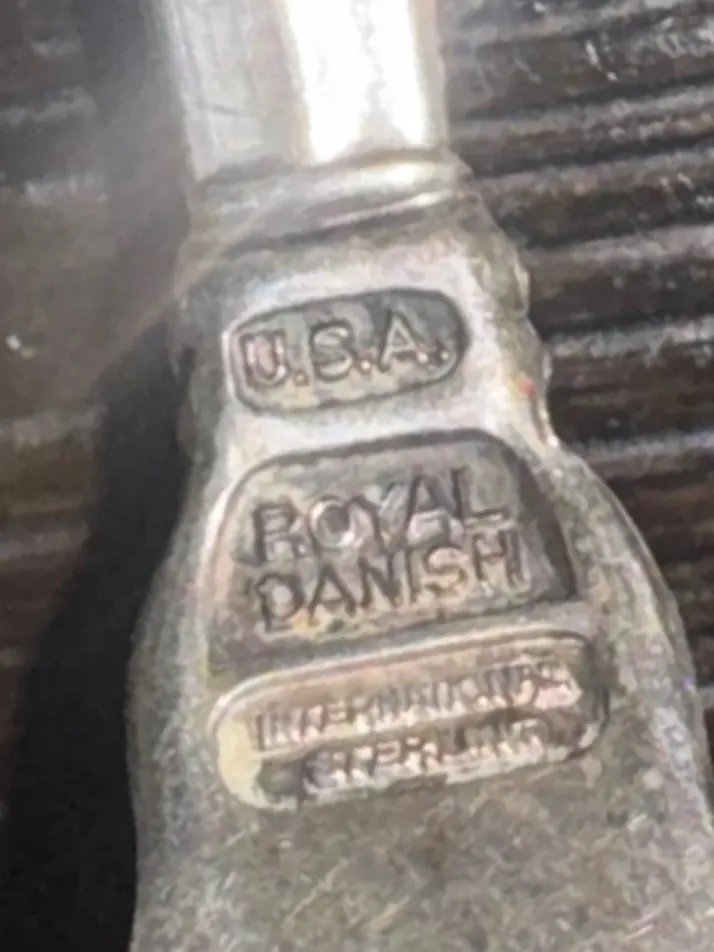 U.S.A.
ROYAL
DANISH
INTERNATIONAL
STERLING